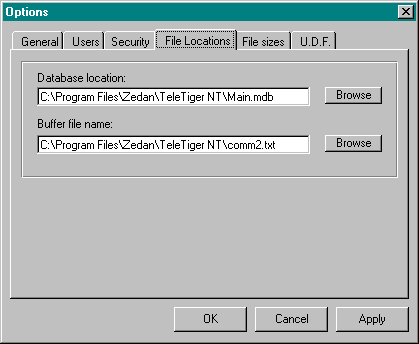 Options
General Users Security File Locations File sizes U.D.F.
Database location:
C:\Program Files\Zedan\TeleTiger NT\Main.mdb Browse
Buffer file name:
C:\Program Files\Zedan\TeleTiger NT\comm2.txt Browse
OK Cancel Apply